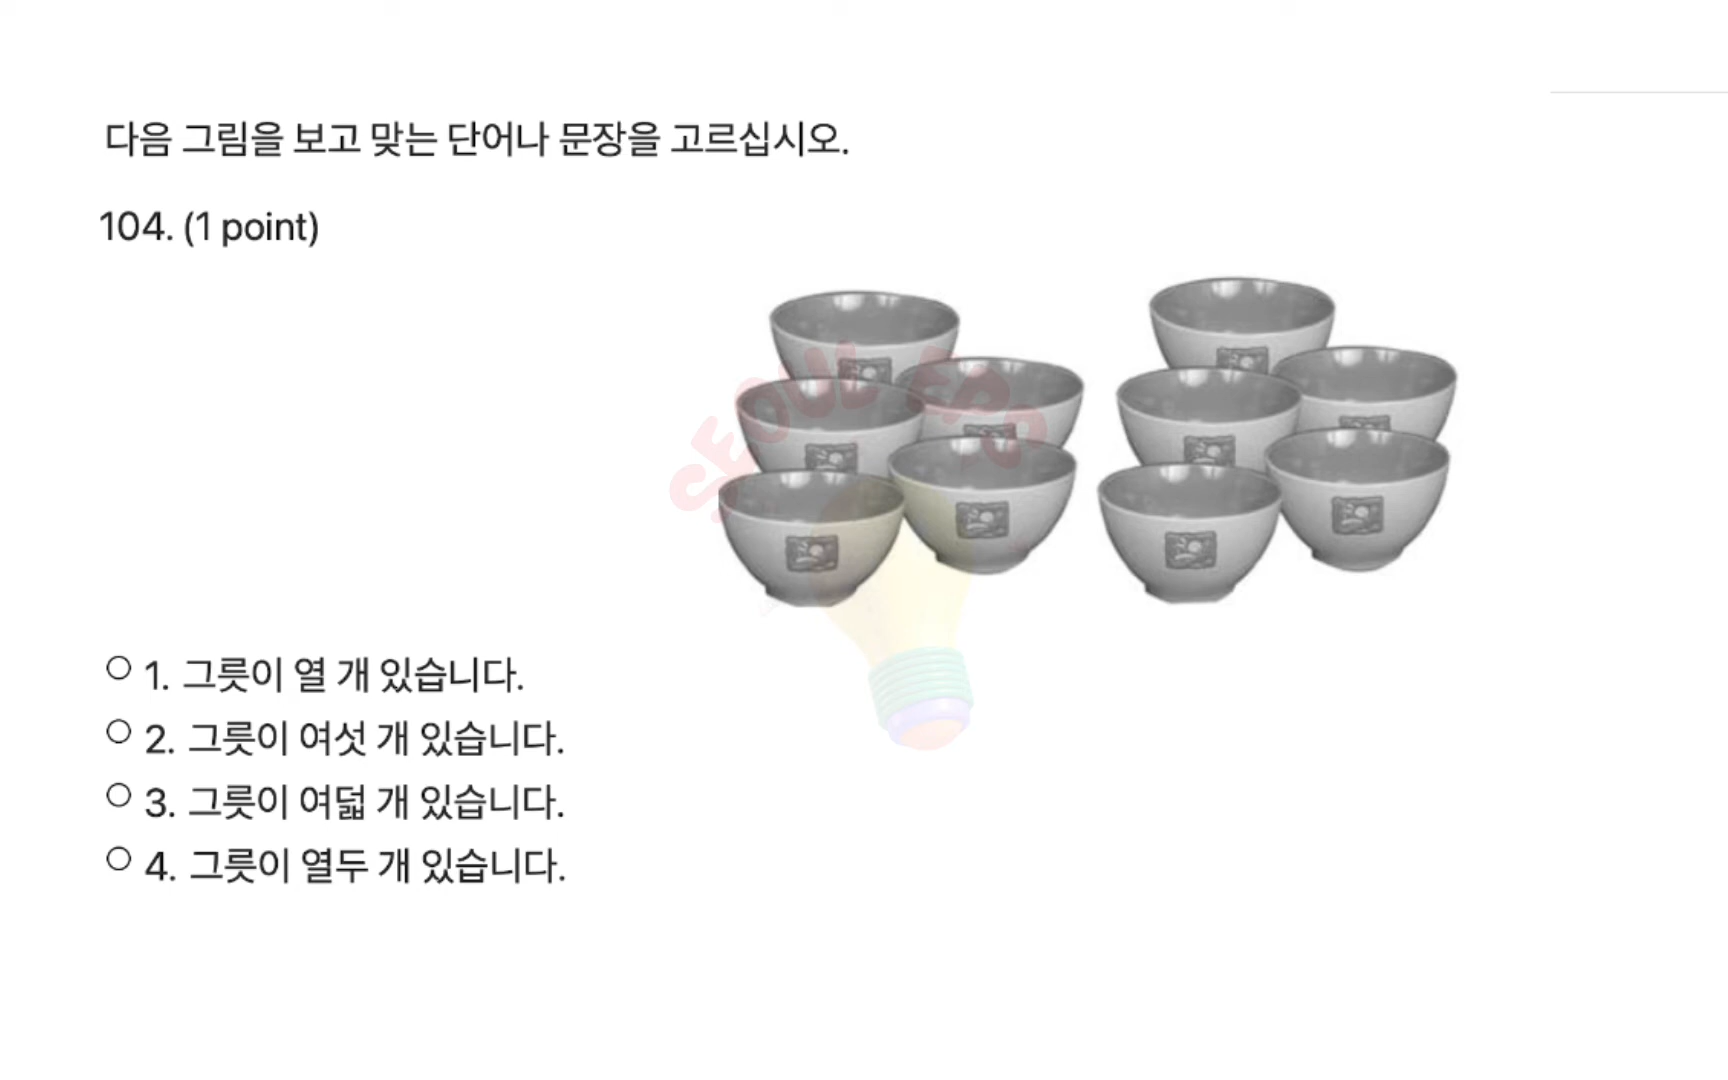 다음 그림을 보고 맞는 단어나 문장을 고르십시오.
104. (1 point)
SEOUL EPS
1. 그릇이 열 개 있습니다.
2. 그릇이 여섯 개 있습니다.
3. 그릇이 여덟 개 있습니다.
4. 그릇이 열두 개 있습니다.